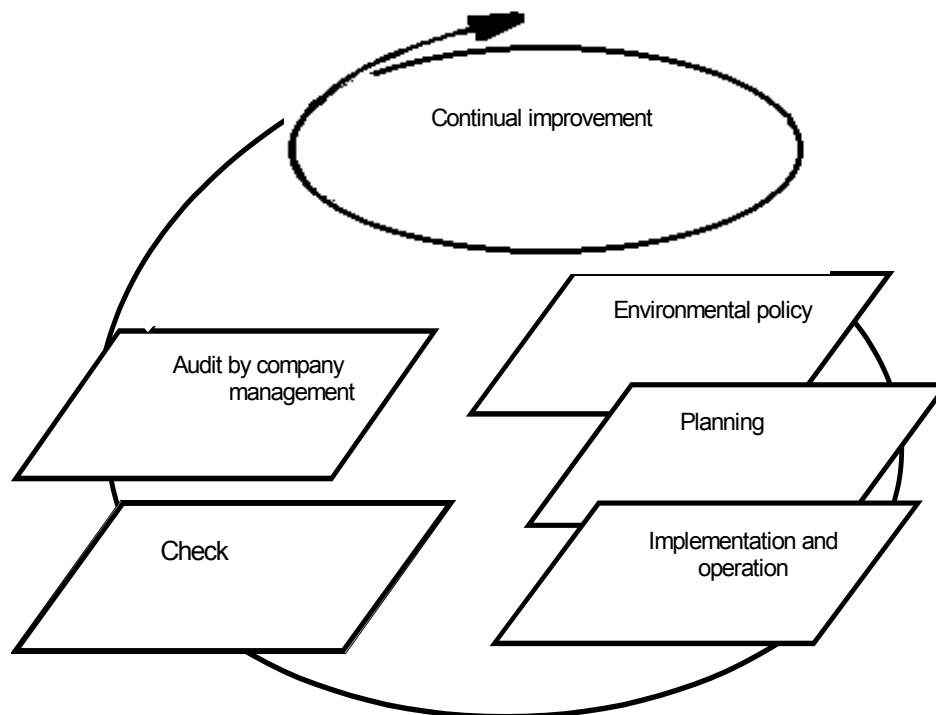 Continual improvement
Environmental policy
Audit by company
management
Planning
Check
Implementation and
operation